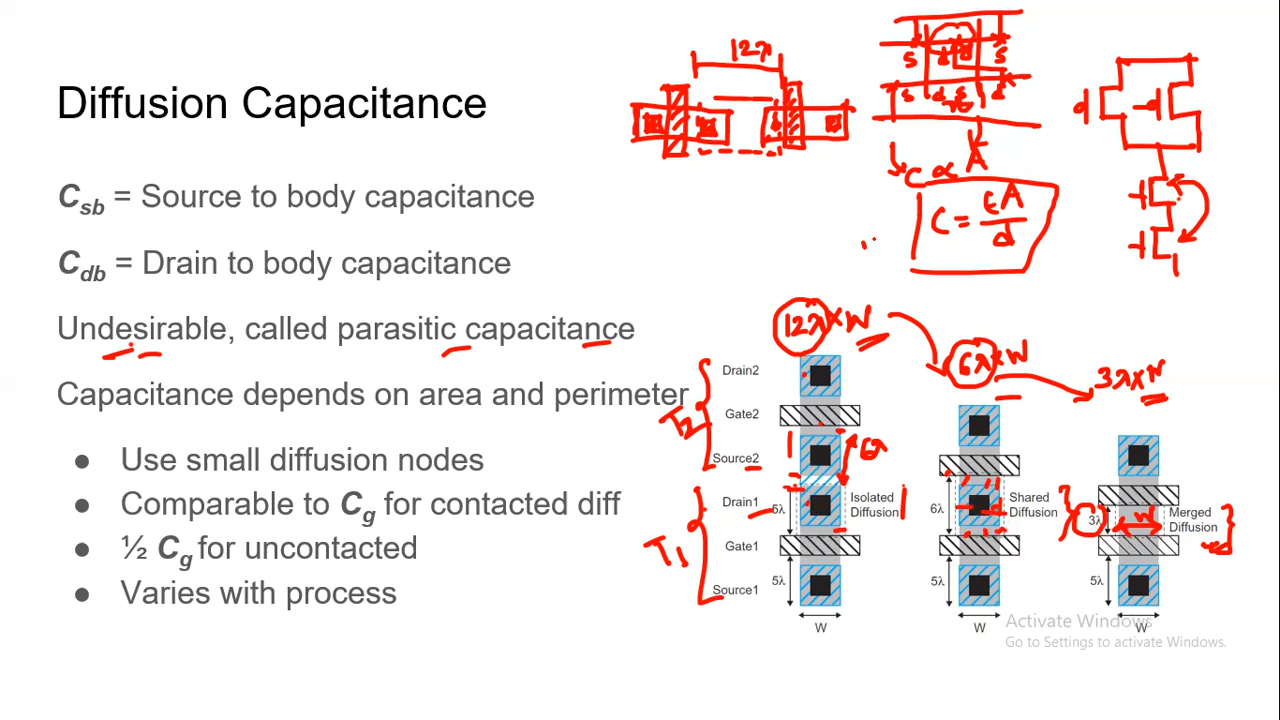 Diffusion Capacitance
Csb = Source to body capacitance
Cdb = Drain to body capacitance
Undesirable, called parasitic capacitance
Capacitance depends on area and perimeter
● Use small diffusion nodes
● Comparable to Cg for contacted diff
● ½ Cg for uncontacted
● Varies with process
12λ
S d S
S d
A
C ∝
C = εA/d
12λ × W
6λ × W
3λ × W
T2
T1
Drain2
Gate2
Source2
Drain1
Gate1
Source1
5λ
5λ
W
Isolated
Diffusion
6λ
5λ
W
Shared
Diffusion
d
3λ
5λ
W
W
Merged
Diffusion
Activate Windows
Go to Settings to activate Windows.